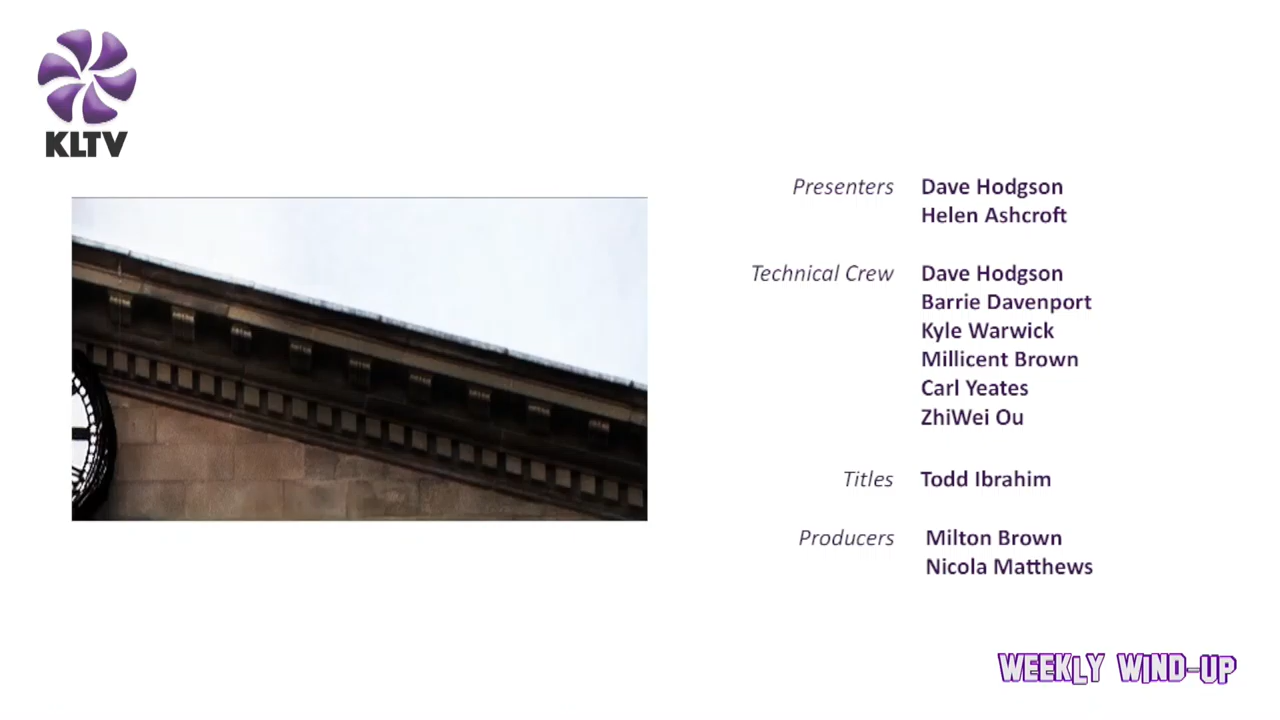 KLTV
Presenters Dave Hodgson
Helen Ashcroft
Technical Crew Dave Hodgson
Barrie Davenport
Kyle Warwick
Millicent Brown
Carl Yeates
ZhiWei Ou
Titles Todd Ibrahim
Producers Milton Brown
Nicola Matthews
WEEKLY WIND-UP